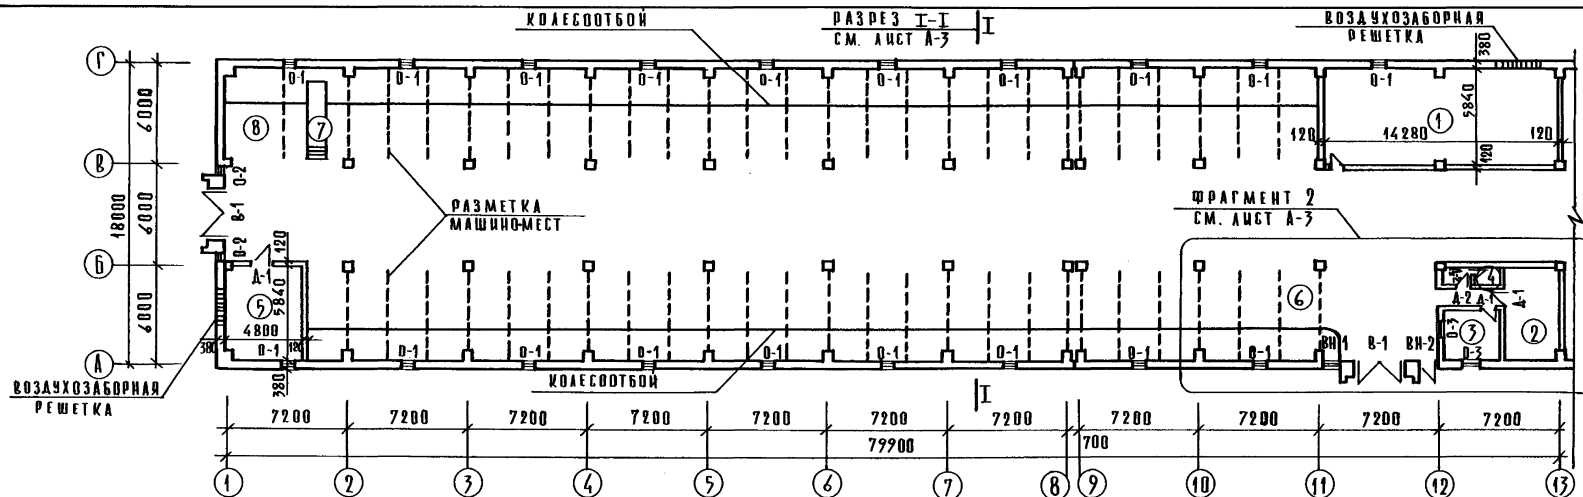 КОЛЕСООТБОЙ
РАЗРЕЗ I-I
СМ. ЛИСТ А-3
I
ВОЗДУХОЗАБОРНАЯ
РЕШЕТКА
380
Г
О-1 О-1 О-1 О-1 О-1 О-1 О-1 О-1 О-1 О-1
6000
8
7
1
5840
120
14280
120
120
В
О-2
18000
6000
В-1
РАЗМЕТКА
МАШИНО-МЕСТ
ФРАГМЕНТ 2
СМ. ЛИСТ А-3
О-2
120
Б
Д-1
5
5840
6
4
Д-2
Д-1
Д-1
6000
4800
О-3
3
2
380
120
О-1 О-1 О-1 О-1 О-1 О-1 О-1 О-1 О-1
ВН-1
В-1
ВН-2
О-3
А
380
ВОЗДУХОЗАБОРНАЯ
РЕШЕТКА
КОЛЕСООТБОЙ
I
7200 7200 7200 7200 7200 7200 7200 7200 7200 7200 7200
79900
700
1 2 3 4 5 6 7 8 9 10 11 12 13